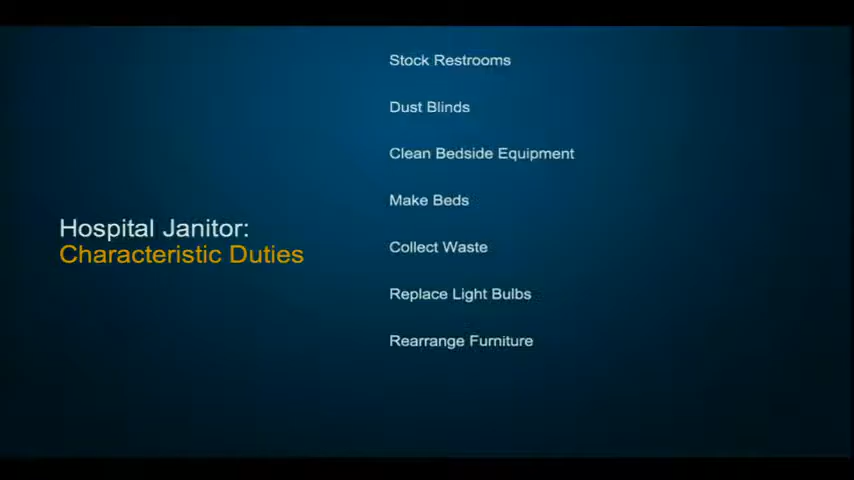 Hospital Janitor:
Characteristic Duties
Stock Restrooms
Dust Blinds
Clean Bedside Equipment
Make Beds
Collect Waste
Replace Light Bulbs
Rearrange Furniture